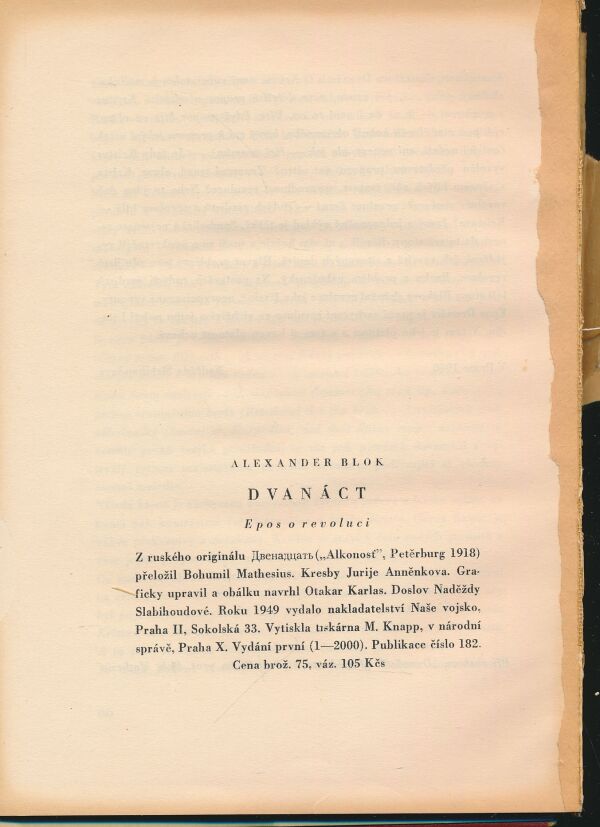 ALEXANDER BLOK
DVANÁCT
Epos o revoluci
Z ruského originálu Двенадцать („Alkonosť", Petěrburg 1918)
přeložil Bohumil Mathesius. Kresby Jurije Anněnkova. Gra-
ficky upravil a obálku navrhl Otakar Karlas. Doslov Naděždy
Slabihoudové. Roku 1949 vydalo nakladatelství Naše vojsko,
Praha II, Sokolská 33. Vytiskla tiskárna M. Knapp, v národní
správě, Praha X. Vydání první (1—2000). Publikace číslo 182.
Cena brož. 75, váz. 105 Kčs